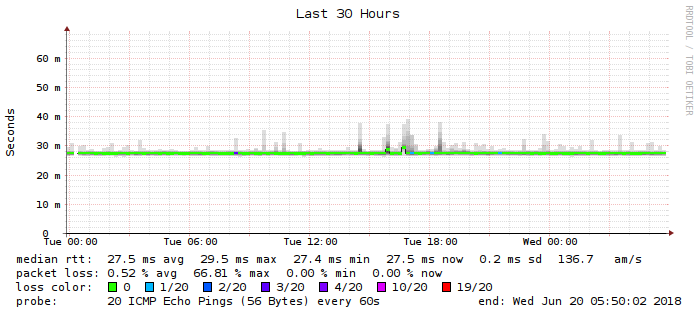 Last 30 Hours
RRDTOOL / TOBI OETIKER
Seconds
60 m
50 m
40 m
30 m
20 m
10 m
0
Tue 00:00 Tue 06:00 Tue 12:00 Tue 18:00 Wed 00:00
median rtt: 27.5 ms avg 29.5 ms max 27.4 ms min 27.5 ms now 0.2 ms sd 136.7 am/s
packet loss: 0.52 % avg 66.81 % max 0.00 % min 0.00 % now
loss color: 0 1/20 2/20 3/20 4/20 10/20 19/20
probe: 20 ICMP Echo Pings (56 Bytes) every 60s end: Wed Jun 20 05:50:02 2018